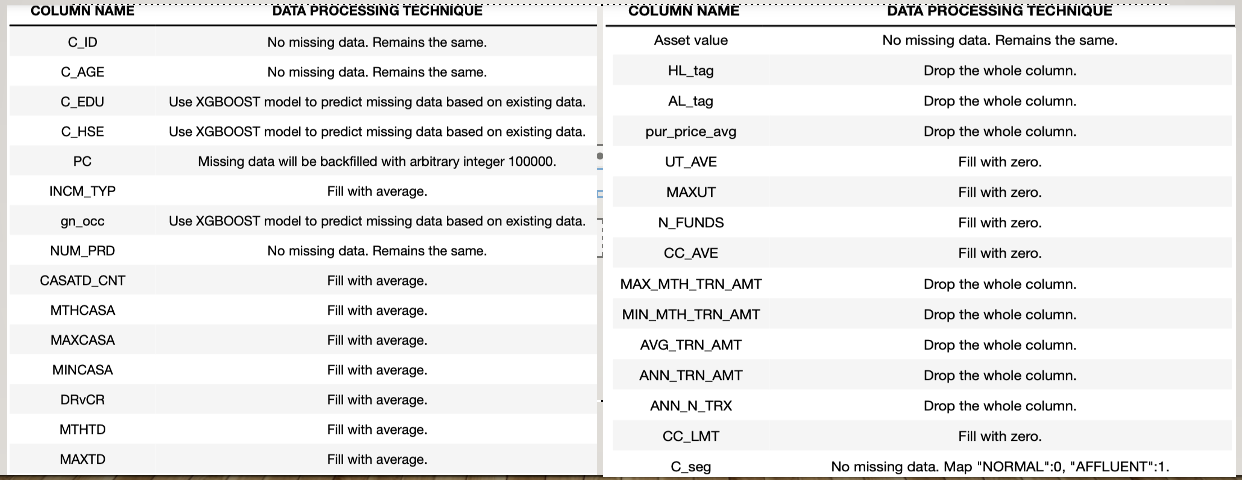 COLUMN NAME DATA PROCESSING TECHNIQUE
C_ID No missing data. Remains the same.
C_AGE No missing data. Remains the same.
C_EDU Use XGBOOST model to predict missing data based on existing data.
C_HSE Use XGBOOST model to predict missing data based on existing data.
PC Missing data will be backfilled with arbitrary integer 100000.
INCM_TYP Fill with average.
gn_occ Use XGBOOST model to predict missing data based on existing data.
NUM_PRD No missing data. Remains the same.
CASATD_CNT Fill with average.
MTHCASA Fill with average.
MAXCASA Fill with average.
MINCASA Fill with average.
DRvCR Fill with average.
MTHTD Fill with average.
MAXTD Fill with average.
COLUMN NAME DATA PROCESSING TECHNIQUE
Asset value No missing data. Remains the same.
HL_tag Drop the whole column.
AL_tag Drop the whole column.
pur_price_avg Drop the whole column.
UT_AVE Fill with zero.
MAXUT Fill with zero.
N_FUNDS Fill with zero.
CC_AVE Fill with zero.
MAX_MTH_TRN_AMT Drop the whole column.
MIN_MTH_TRN_AMT Drop the whole column.
AVG_TRN_AMT Drop the whole column.
ANN_TRN_AMT Drop the whole column.
ANN_N_TRX Drop the whole column.
CC_LMT Fill with zero.
C_seg No missing data. Map "NORMAL":0, "AFFLUENT":1.